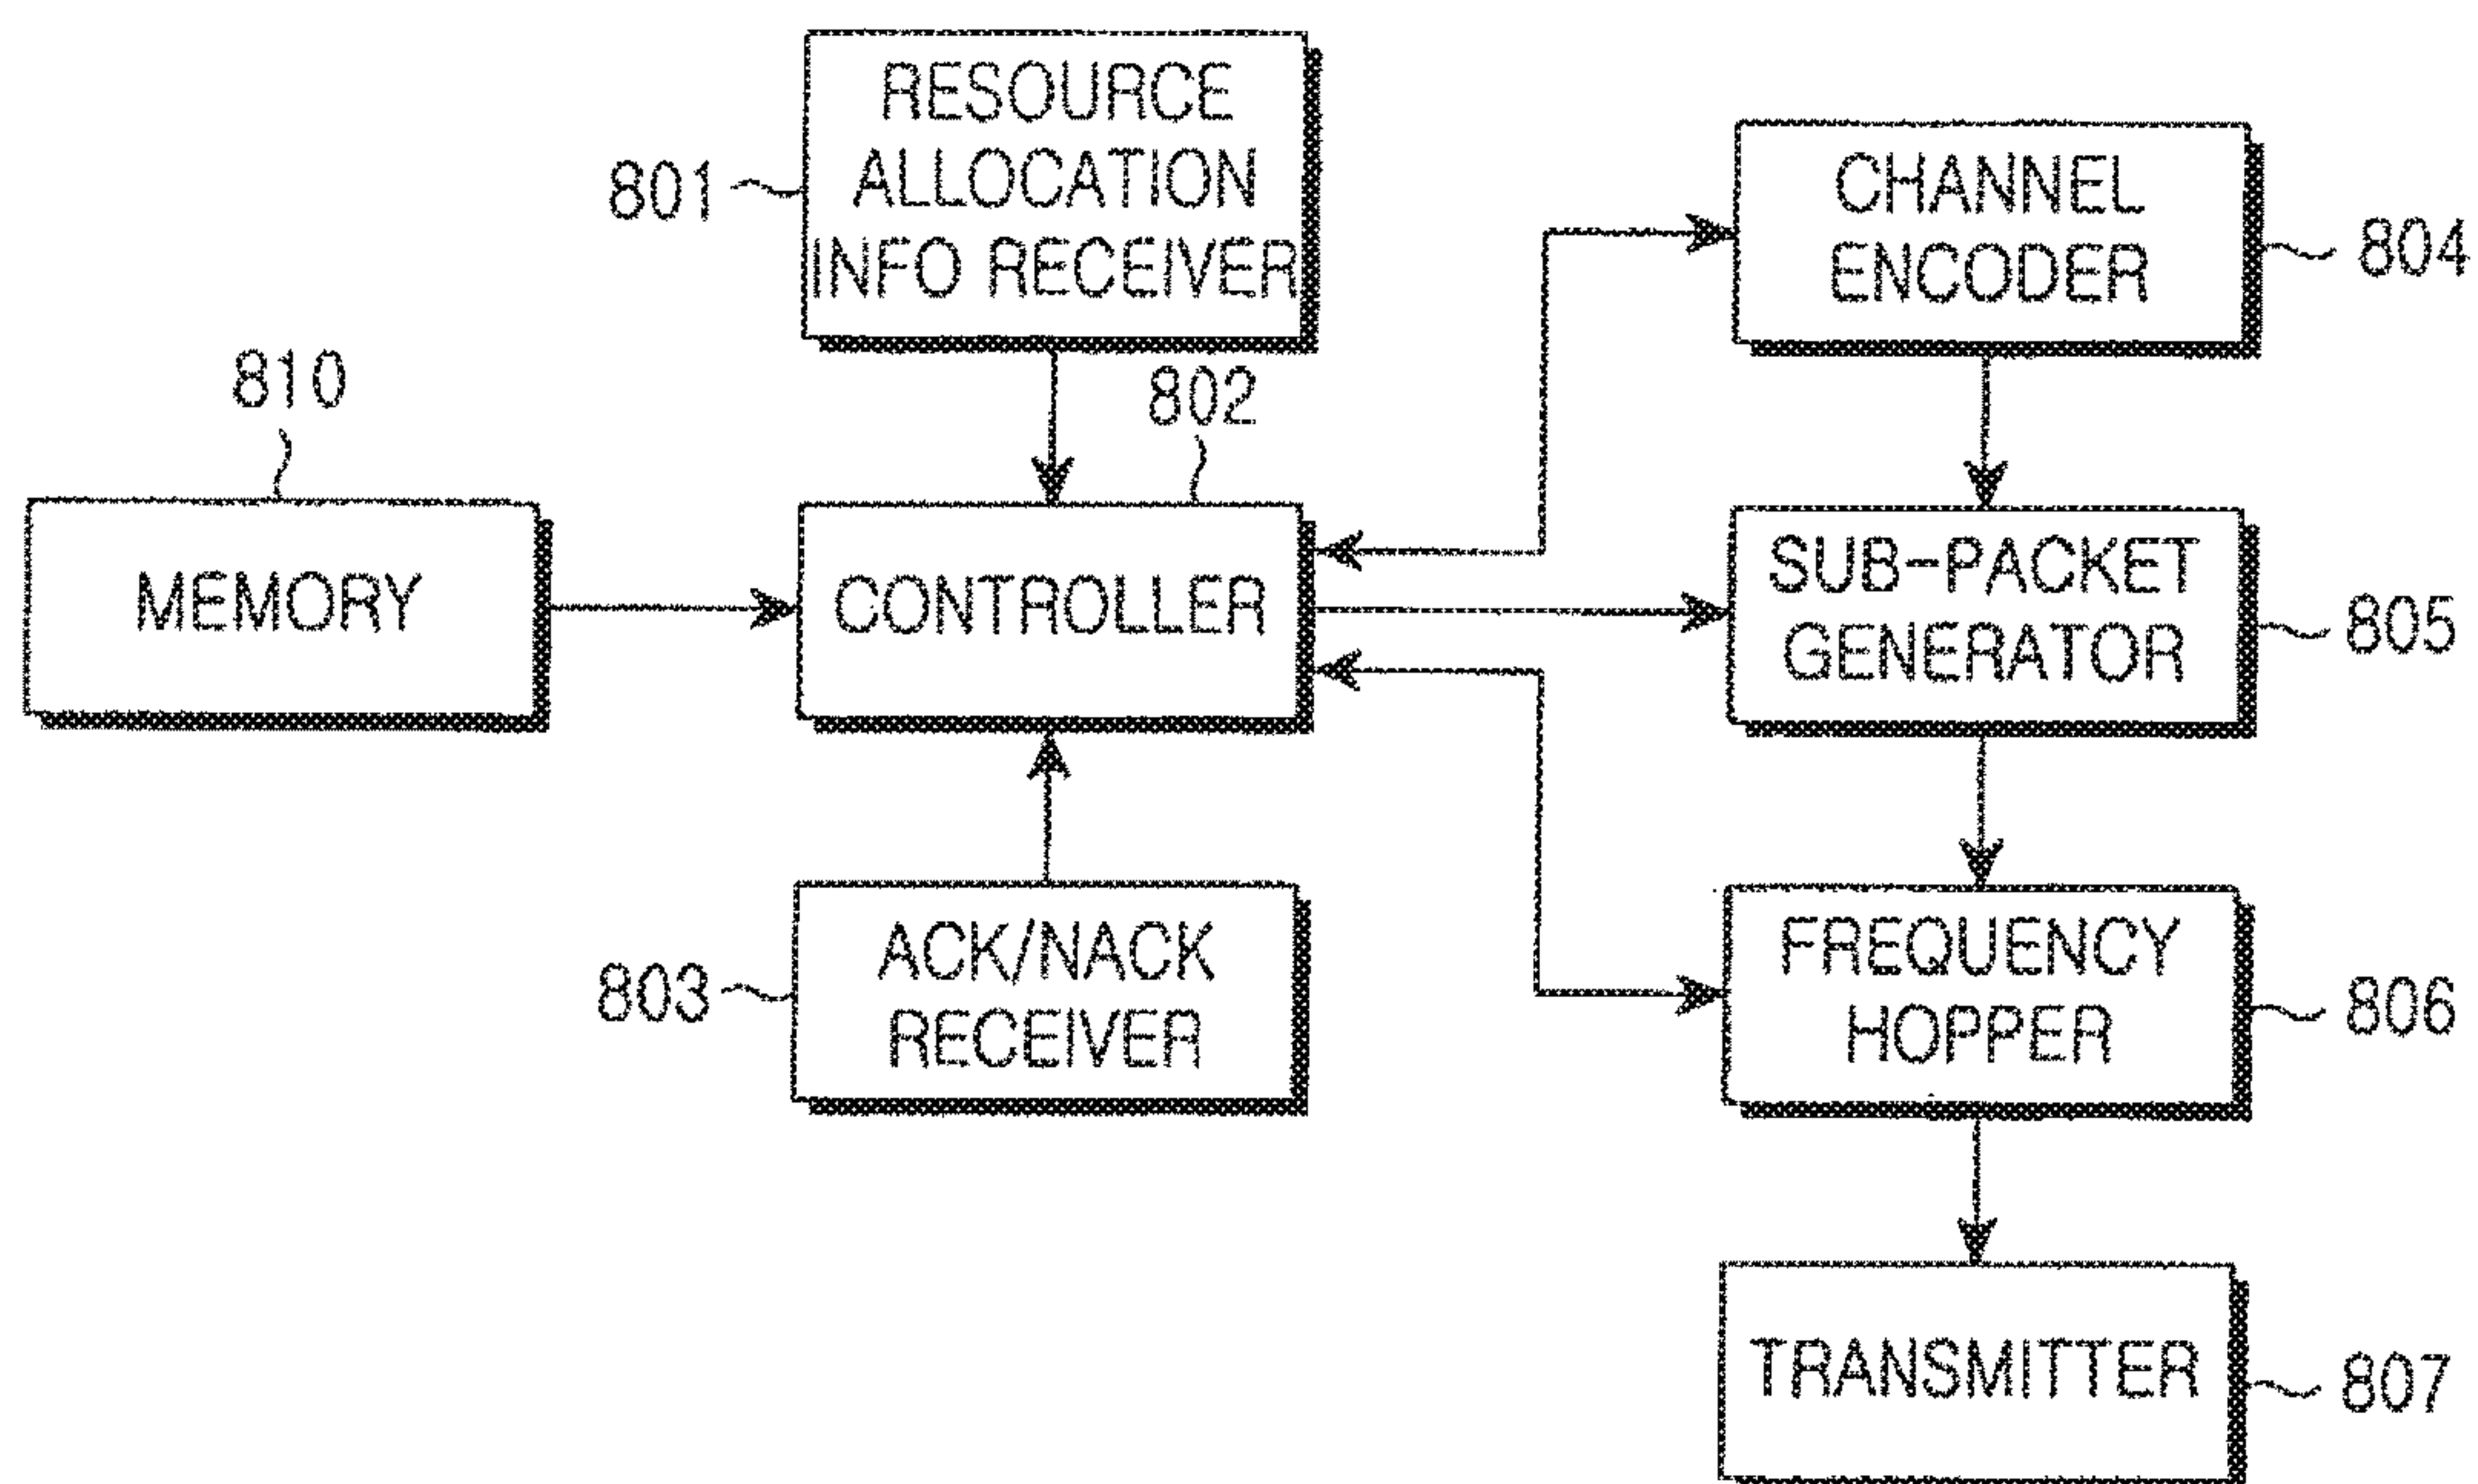 RESOURCE
ALLOCATION
INFO RECEIVER
801
CHANNEL
ENCODER
804
810
802
MEMORY
CONTROLLER
SUB-PACKET
GENERATOR
805
ACK/NACK
RECEIVER
803
FREQUENCY
HOPPER
806
TRANSMITTER
807